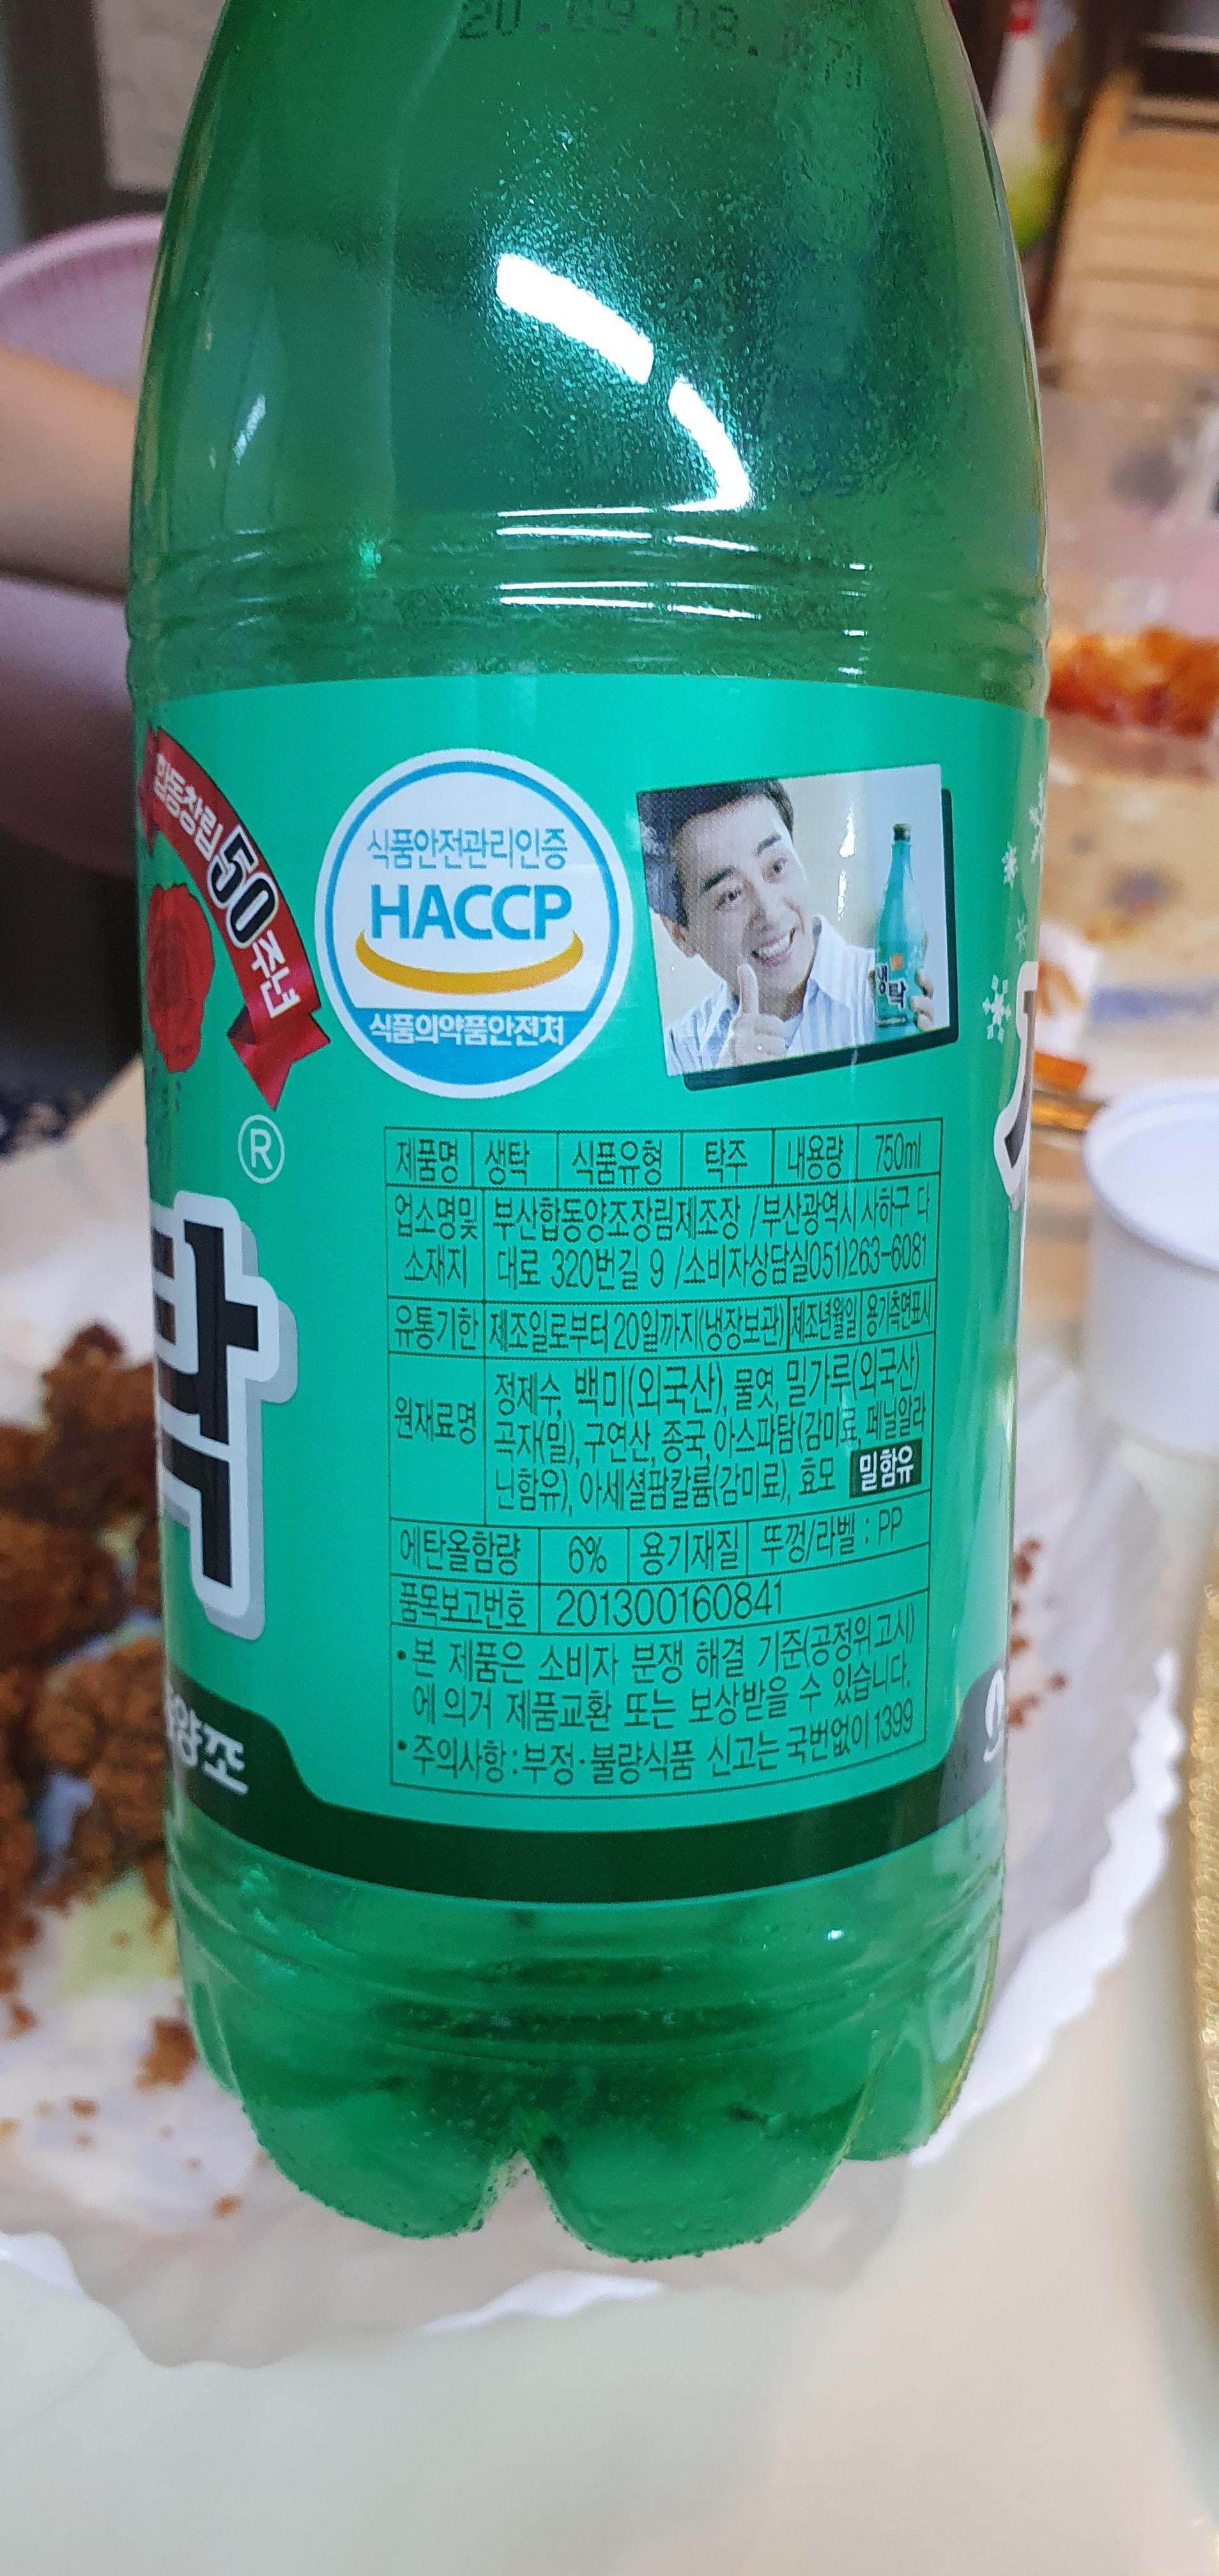 20.09.08.
합동창립 50주년
식품안전관리인증
HACCP
식품의약품안전처
생탁
®
탁
제품명 생탁 식품유형 탁주 내용량 750ml
업소명및 부산합동양조장림제조장 /부산광역시 사하구 다
소재지 대로 320번길 9 /소비자상담실051)263-6081
유통기한 제조일로부터 20일까지(냉장보관) 제조년월일 용기측면표시
원재료명 정제수, 백미(외국산), 물엿, 밀가루(외국산)
곡자(밀), 구연산, 종국, 아스파탐(감미료, 페닐알라
닌함유), 아세설팜칼륨(감미료), 효모 밀함유
에탄올함량 6% 용기재질 뚜껑/라벨 : PP
품목보고번호 201300160841
•본 제품은 소비자 분쟁 해결 기준(공정위 고시)
에 의거 제품교환 또는 보상받을 수 있습니다.
•주의사항:부정·불량식품 신고는 국번없이 1399
양조